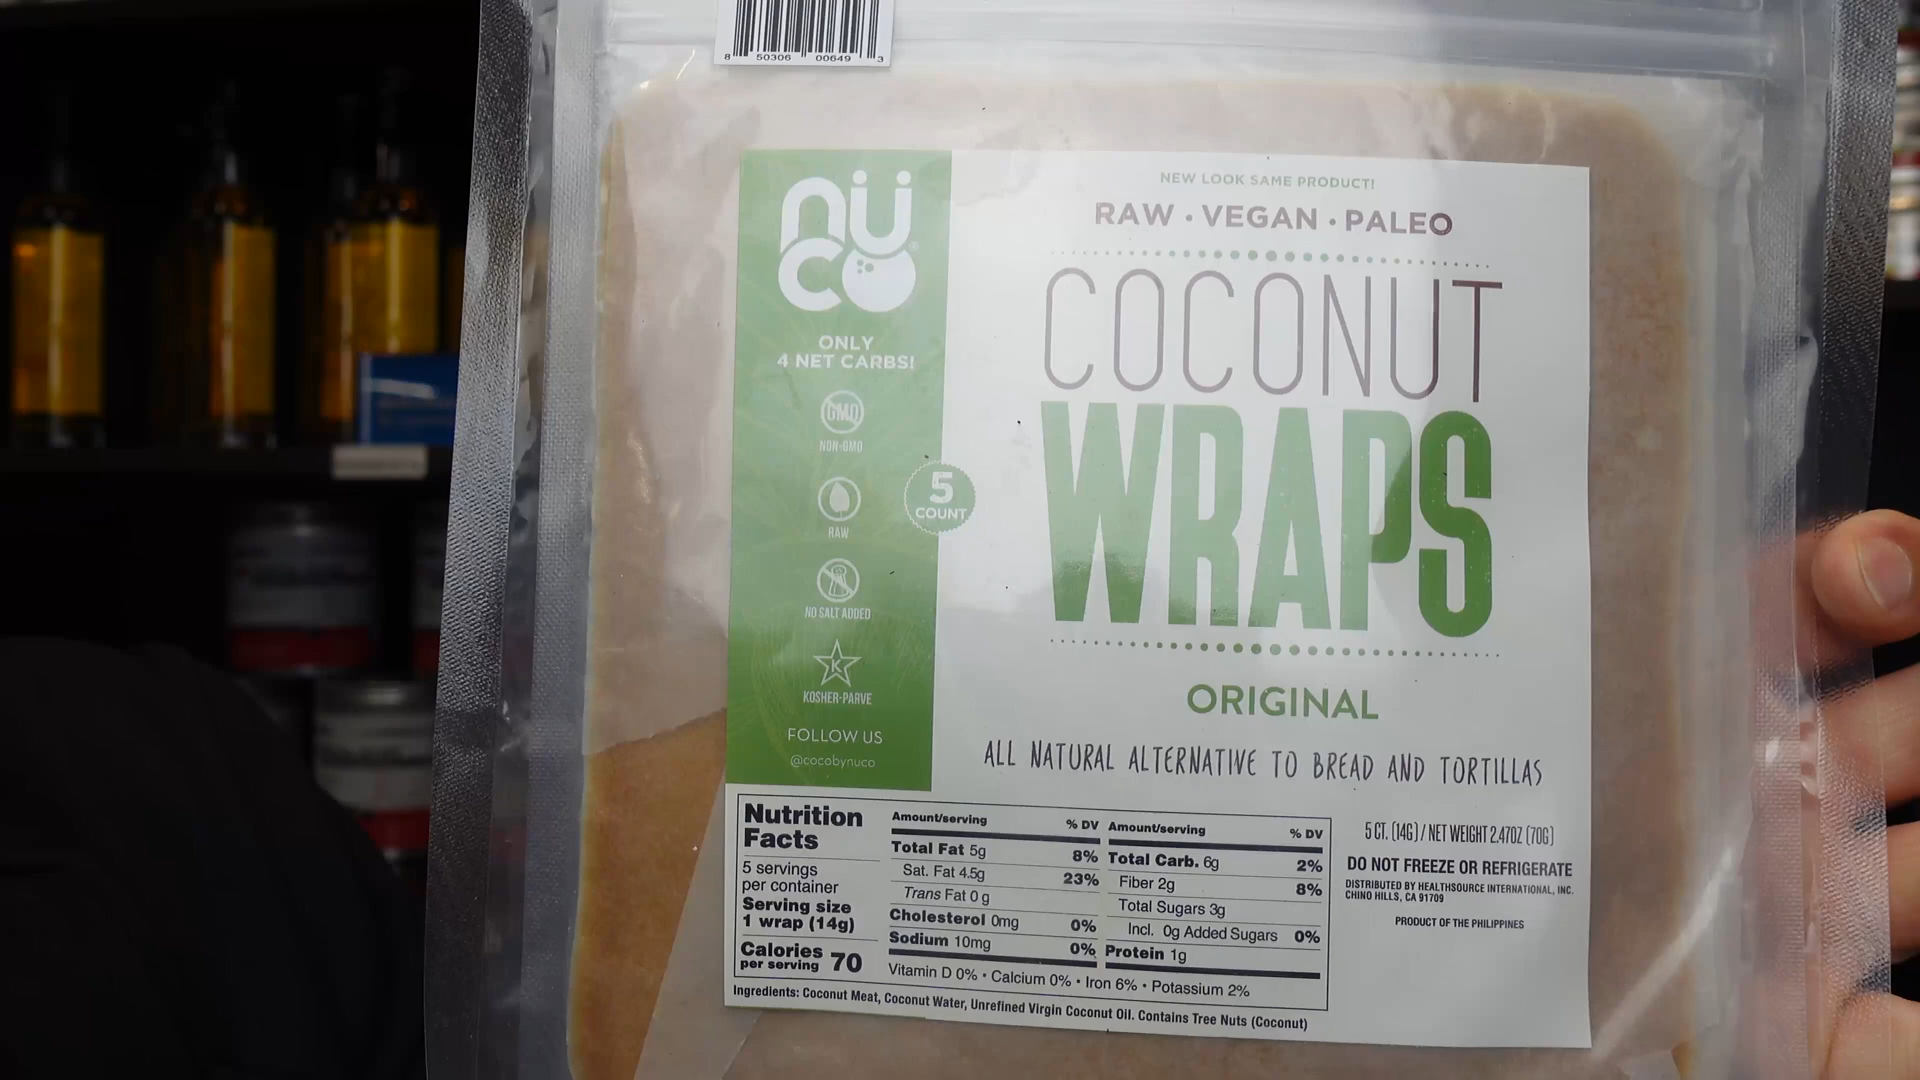 8 50306 00649 3
nüco®
ONLY
4 NET CARBS!
GMO
NON-GMO
RAW
NO SALT ADDED
K
KOSHER-PARVE
FOLLOW US
@cocobynuco
5
COUNT
NEW LOOK SAME PRODUCT!
RAW • VEGAN • PALEO
COCONUT
WRAPS
ORIGINAL
ALL NATURAL ALTERNATIVE TO BREAD AND TORTILLAS
Nutrition
Facts
5 servings
per container
Serving size
1 wrap (14g)
Calories
per serving 70
Amount/serving % DV
Total Fat 5g 8%
Sat. Fat 4.5g 23%
Trans Fat 0 g
Cholesterol 0mg 0%
Sodium 10mg 0%
Amount/serving % DV
Total Carb. 6g 2%
Fiber 2g 8%
Total Sugars 3g
Incl. 0g Added Sugars 0%
Protein 1g
Vitamin D 0% • Calcium 0% • Iron 6% • Potassium 2%
Ingredients: Coconut Meat, Coconut Water, Unrefined Virgin Coconut Oil. Contains Tree Nuts (Coconut)
5 CT. (14G) / NET WEIGHT 2.47OZ (70G)
DO NOT FREEZE OR REFRIGERATE
DISTRIBUTED BY HEALTHSOURCE INTERNATIONAL, INC.
CHINO HILLS, CA 91709
PRODUCT OF THE PHILIPPINES